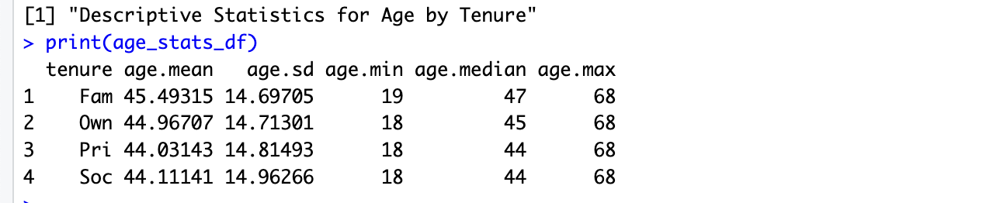 [1] "Descriptive Statistics for Age by Tenure"
> print(age_stats_df)
  tenure age.mean   age.sd age.min age.median age.max
1    Fam 45.49315 14.69705      19         47      68
2    Own 44.96707 14.71301      18         45      68
3    Pri 44.03143 14.81493      18         44      68
4    Soc 44.11141 14.96266      18         44      68